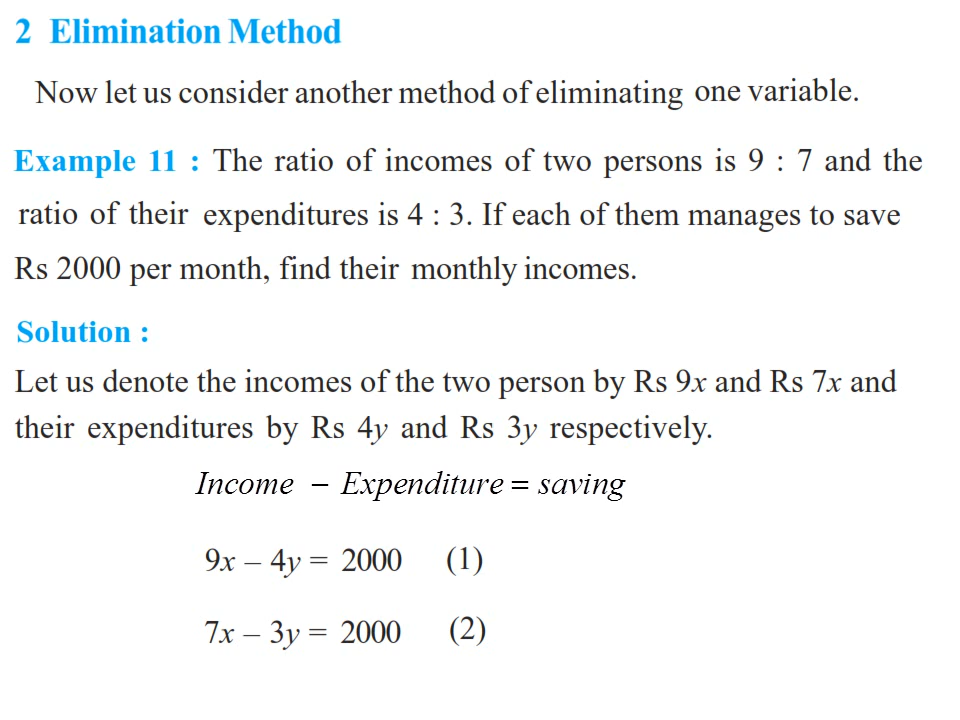 2 Elimination Method
Now let us consider another method of eliminating one variable.
Example 11 : The ratio of incomes of two persons is 9 : 7 and the
ratio of their expenditures is 4 : 3. If each of them manages to save
Rs 2000 per month, find their monthly incomes.
Solution :
Let us denote the incomes of the two person by Rs 9x and Rs 7x and
their expenditures by Rs 4y and Rs 3y respectively.
Income – Expenditure = saving
9x – 4y = 2000 (1)
7x – 3y = 2000 (2)